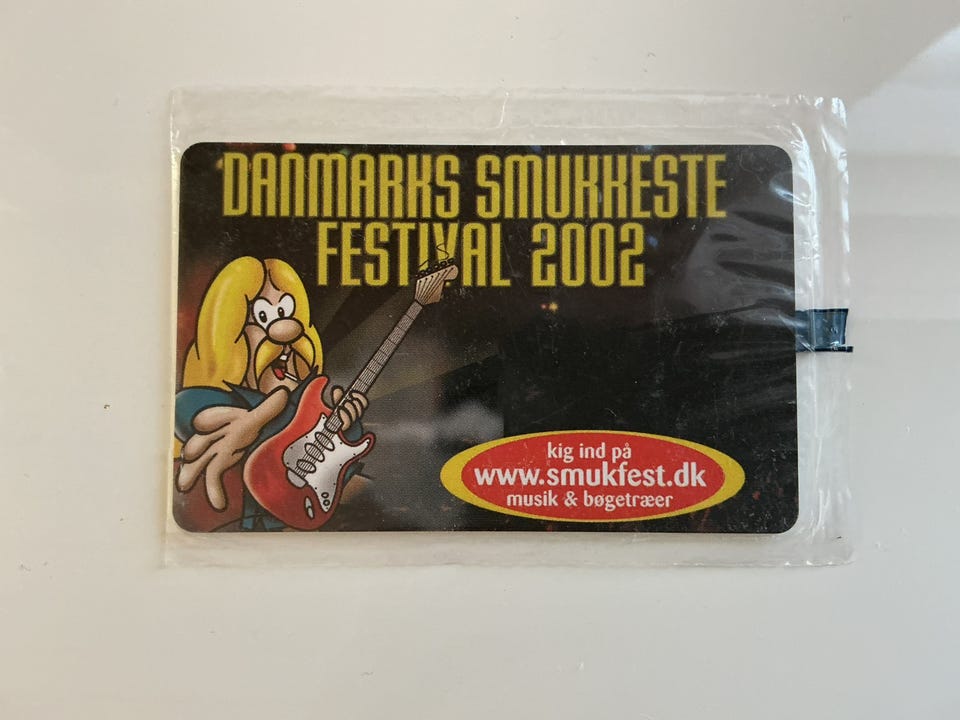 DANMARKS SMUKKESTE
FESTIVAL 2002
kig ind på
www.smukfest.dk
musik & bøgetræer